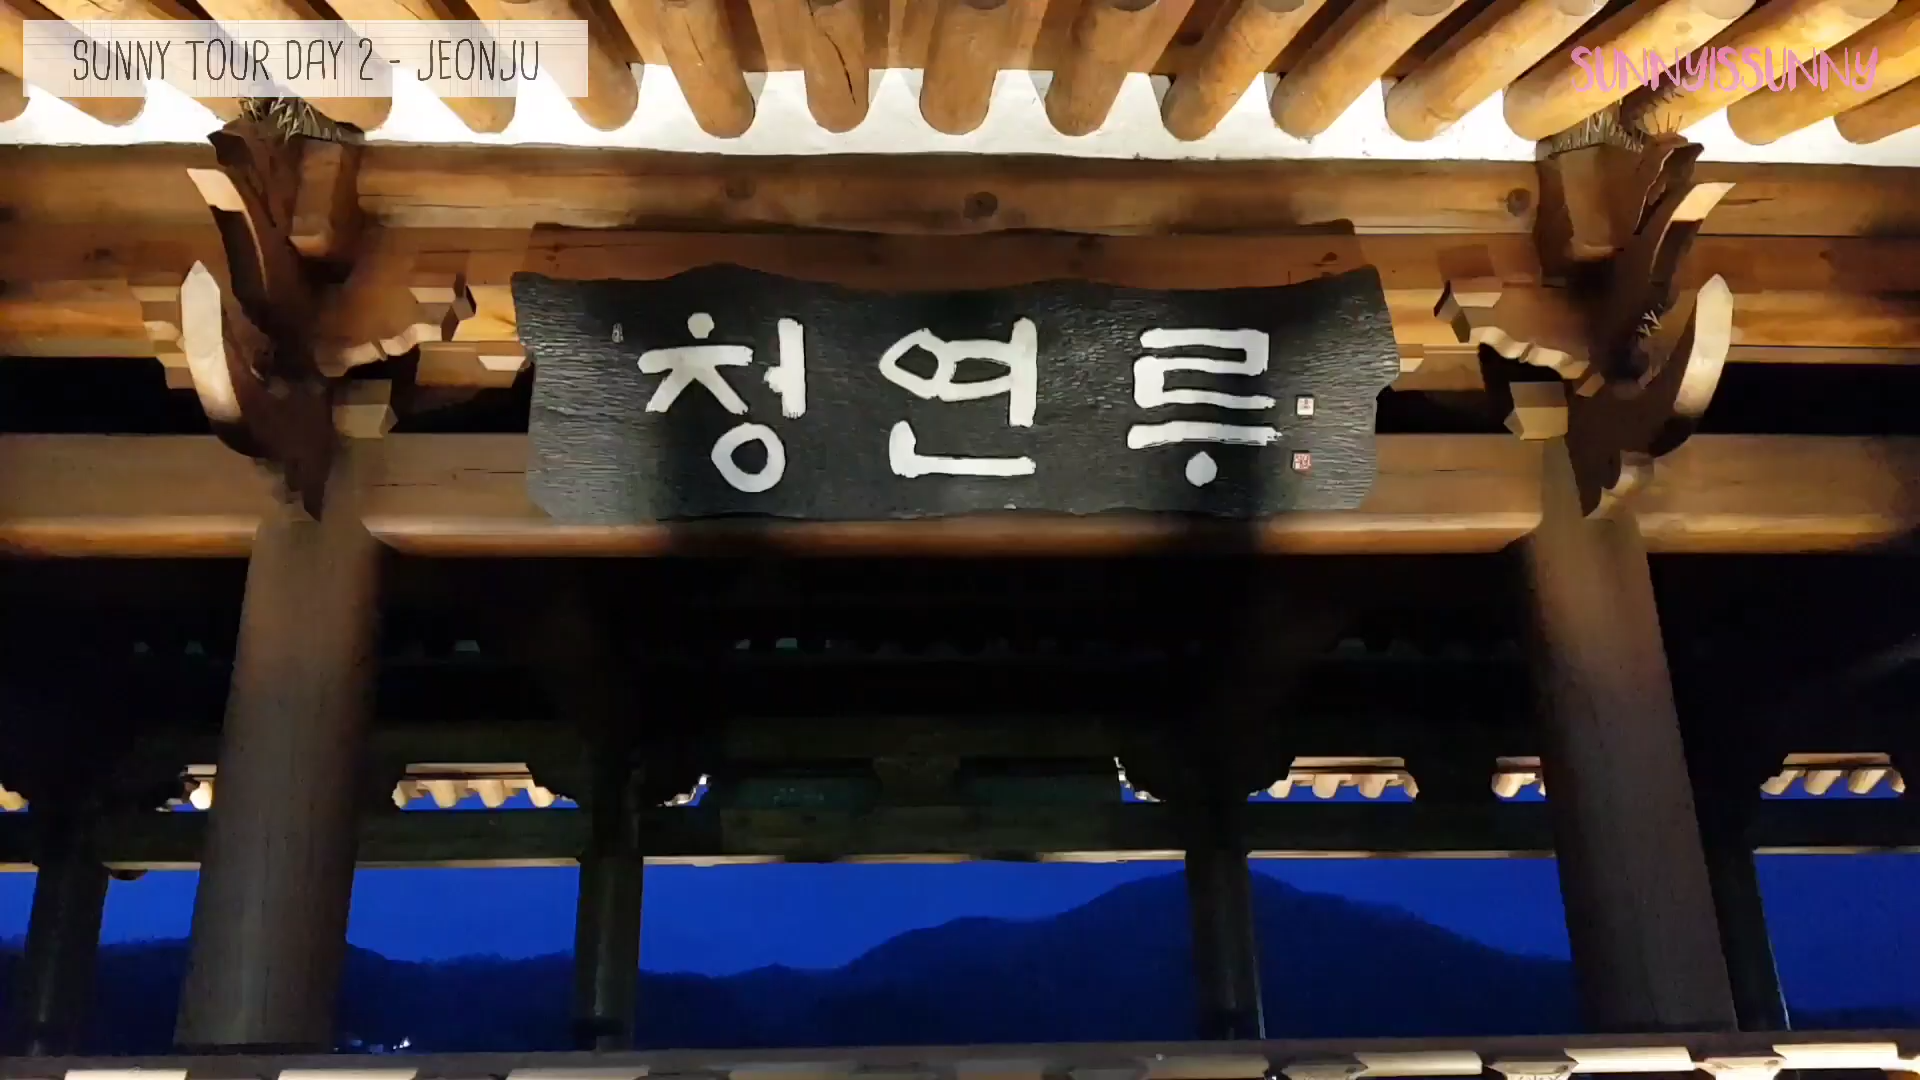 SUNNY TOUR DAY 2 - JEONJU
SUNNYISSUNNY
청연루